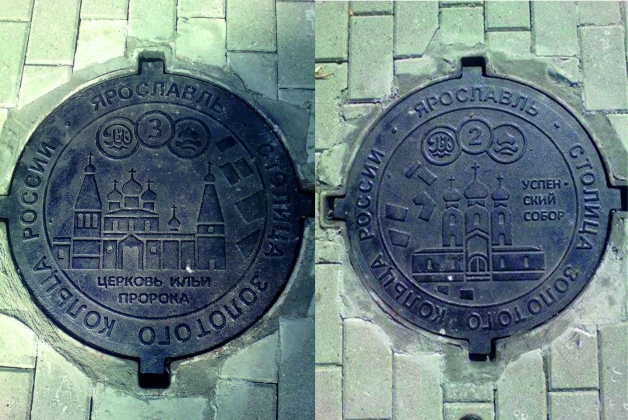 ЯРОСЛАВЛЬ · СТОЛИЦА ЗОЛОТОГО КОЛЬЦА РОССИИ ·
3
ЦЕРКОВЬ ИЛЬИ
ПРОРОКА
ЯРОСЛАВЛЬ · СТОЛИЦА ЗОЛОТОГО КОЛЬЦА РОССИИ ·
2
УСПЕН-
СКИЙ
СОБОР